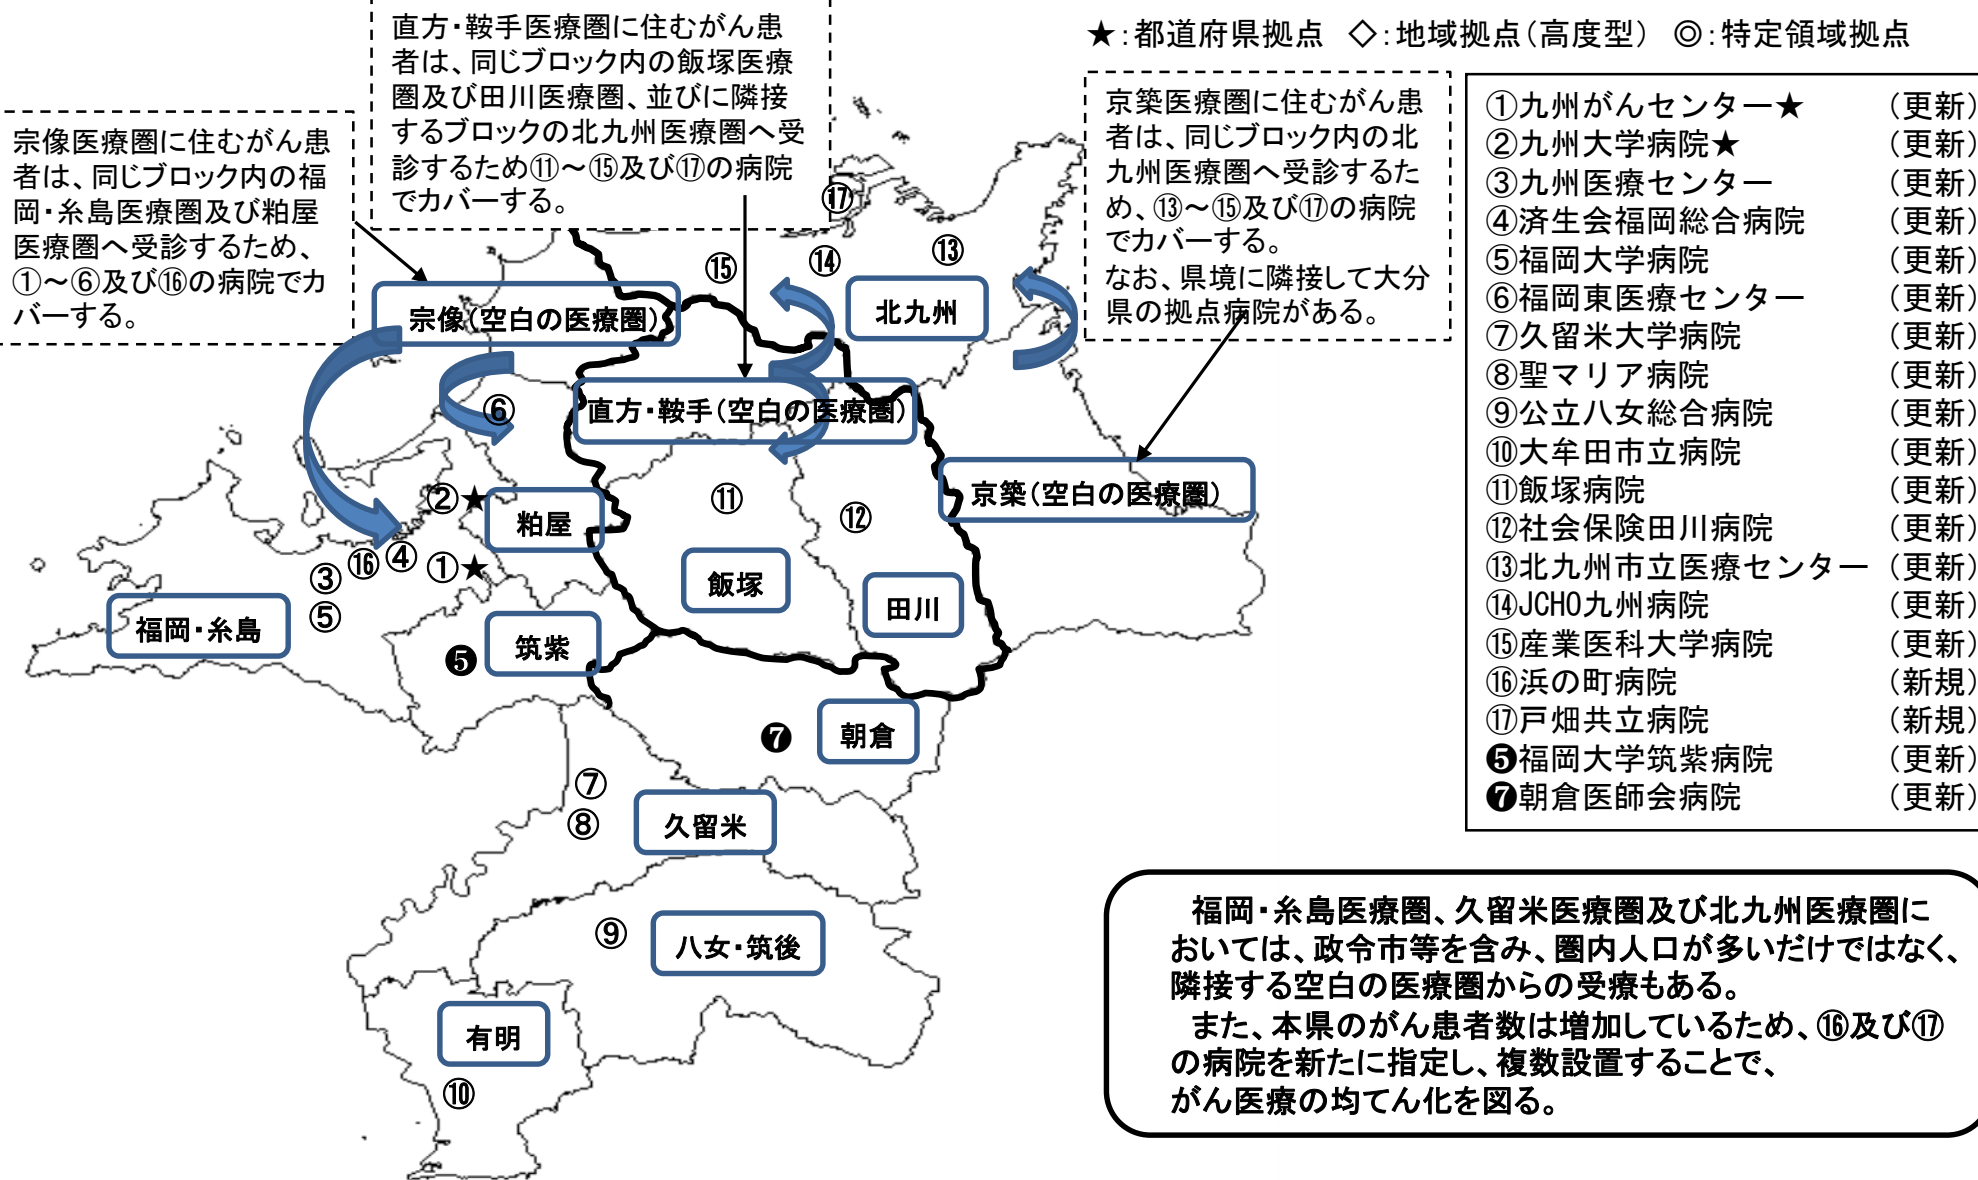 ★：都道府県拠点　◇：地域拠点（高度型）　◎：特定領域拠点
直方・鞍手医療圏に住むがん患
者は、同じブロック内の飯塚医療
圏及び田川医療圏、並びに隣接
するブロックの北九州医療圏へ受
診するため⑪～⑮及び⑰の病院
でカバーする。
宗像医療圏に住むがん患
者は、同じブロック内の福
岡・糸島医療圏及び粕屋
医療圏へ受診するため、
①～⑥及び⑯の病院でカ
バーする。
京築医療圏に住むがん患
者は、同じブロック内の北
九州医療圏へ受診するた
め、⑬～⑮及び⑰の病院
でカバーする。
なお、県境に隣接して大分
県の拠点病院がある。
①九州がんセンター★　（更新）
②九州大学病院★　（更新）
③九州医療センター　（更新）
④済生会福岡総合病院　（更新）
⑤福岡大学病院　（更新）
⑥福岡東医療センター　（更新）
⑦久留米大学病院　（更新）
⑧聖マリア病院　（更新）
⑨公立八女総合病院　（更新）
⑩大牟田市立病院　（更新）
⑪飯塚病院　（更新）
⑫社会保険田川病院　（更新）
⑬北九州市立医療センター　（更新）
⑭JCHO九州病院　（更新）
⑮産業医科大学病院　（更新）
⑯浜の町病院　（新規）
⑰戸畑共立病院　（新規）
❺福岡大学筑紫病院　（更新）
❼朝倉医師会病院　（更新）
⑰
⑬
⑭
⑮
北九州
宗像（空白の医療圏）
⑥
直方・鞍手（空白の医療圏）
京築（空白の医療圏）
②★
粕屋
⑪
⑫
⑯
④
①★
③
⑤
飯塚
田川
福岡・糸島
❺
筑紫
❼
朝倉
⑦
⑧
久留米
⑨
八女・筑後
有明
⑩
福岡・糸島医療圏、久留米医療圏及び北九州医療圏に
おいては、政令市等を含み、圏内人口が多いだけではなく、
隣接する空白の医療圏からの受療もある。
また、本県のがん患者数は増加しているため、⑯及び⑰
の病院を新たに指定し、複数設置することで、
がん医療の均てん化を図る。